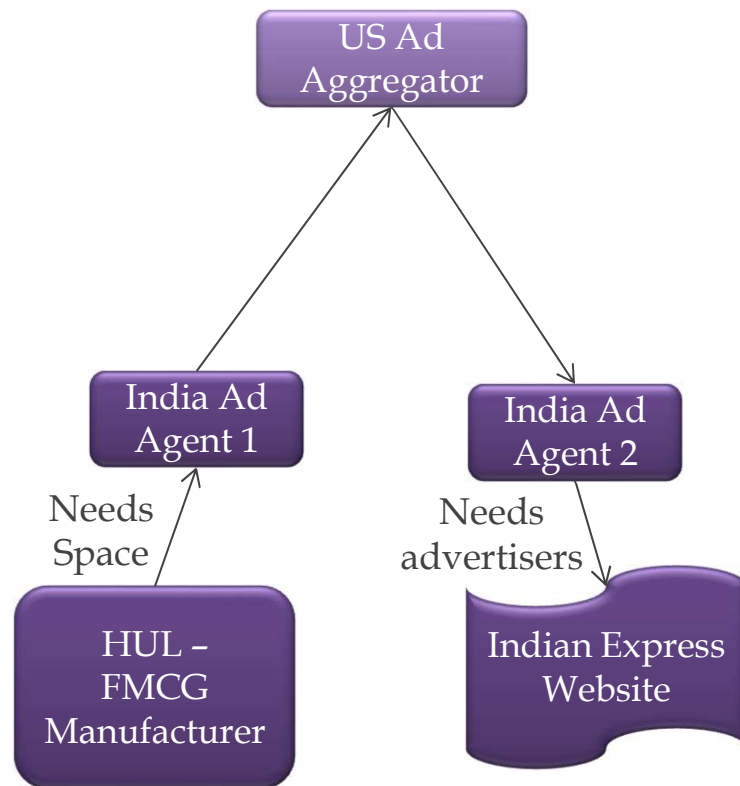 US Ad
Aggregator
India Ad
Agent 1
India Ad
Agent 2
Needs
Space
Needs
advertisers
HUL –
FMCG
Manufacturer
Indian Express
Website